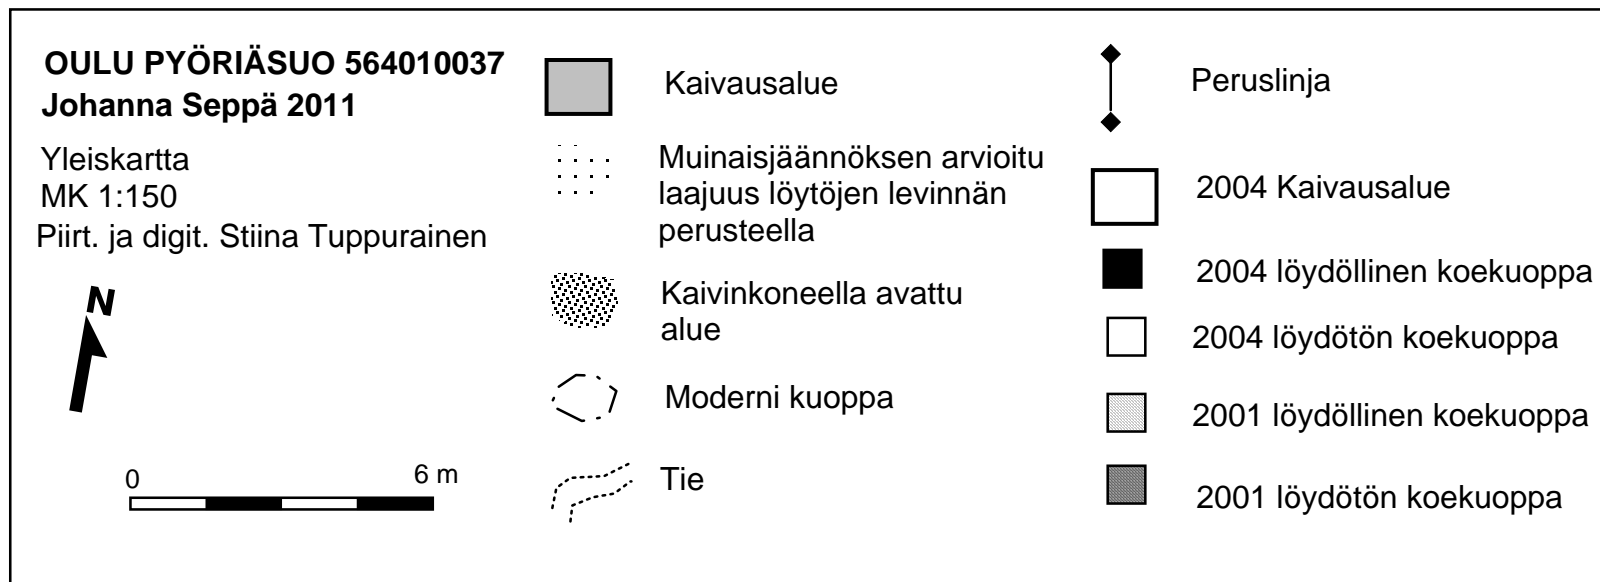 OULU PYÖRIÄSUO 564010037
Johanna Seppä 2011
Yleiskartta
MK 1:150
Piirt. ja digit. Stiina Tuppurainen
N
0 6 m
Kaivausalue
Muinaisjäännöksen arvioitu
laajuus löytöjen levinnän
perusteella
Kaivinkoneella avattu
alue
Moderni kuoppa
Tie
Peruslinja
2004 Kaivausalue
2004 löydöllinen koekuoppa
2004 löydötön koekuoppa
2001 löydöllinen koekuoppa
2001 löydötön koekuoppa